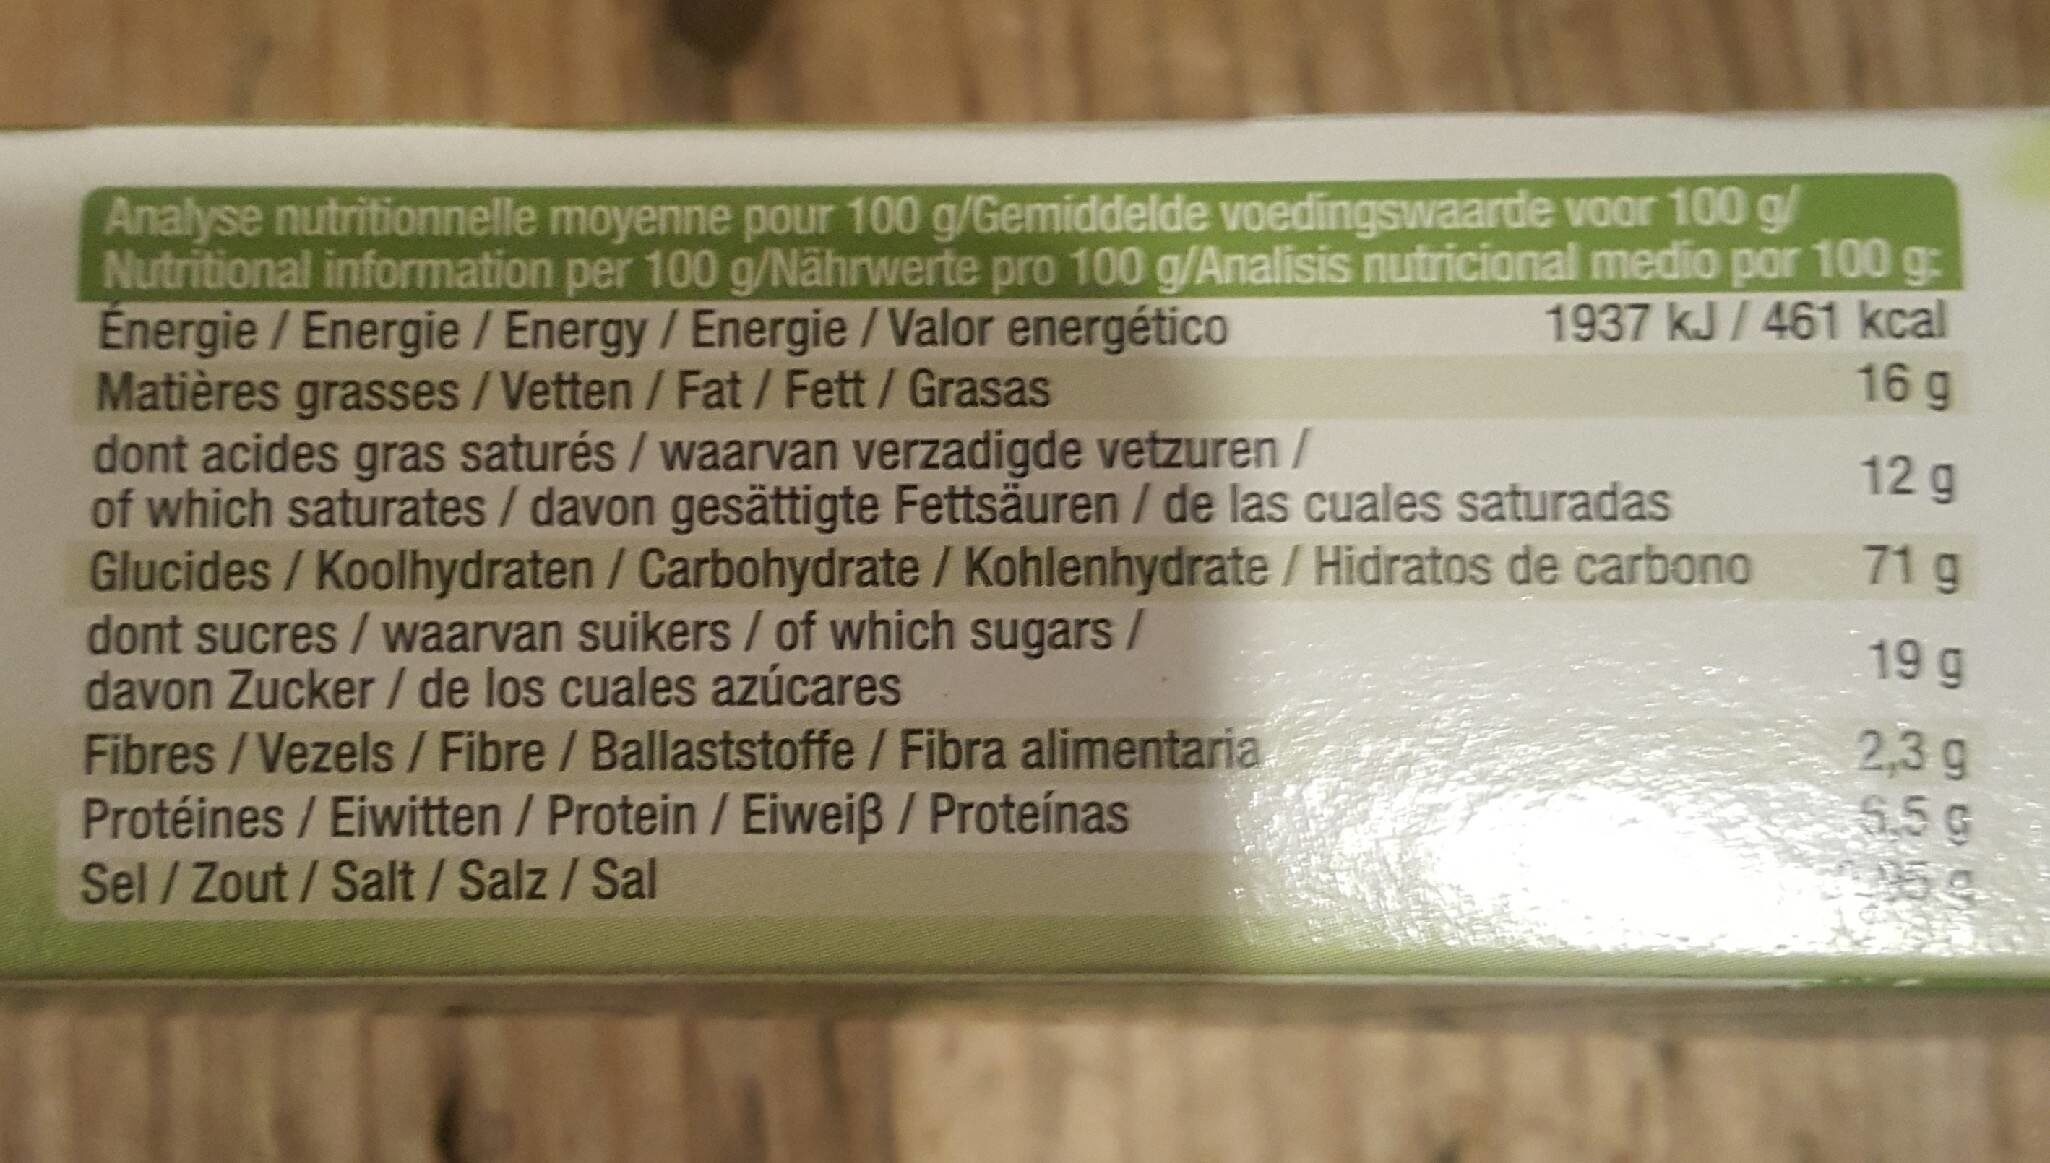 Analyse nutritionnelle moyenne pour 100 g/Gemiddelde voedingswaarde voor 100 g/
Nutritional information per 100 g/Nährwerte pro 100 g/Analisis nutricional medio por 100 g:
Énergie / Energie / Energy / Energie / Valor energético 1937 kJ / 461 kcal
Matières grasses / Vetten / Fat / Fett / Grasas 16 g
dont acides gras saturés / waarvan verzadigde vetzuren /
of which saturates / davon gesättigte Fettsäuren / de las cuales saturadas 12 g
Glucides / Koolhydraten / Carbohydrate / Kohlenhydrate / Hidratos de carbono 71 g
dont sucres / waarvan suikers / of which sugars /
davon Zucker / de los cuales azúcares 19 g
Fibres / Vezels / Fibre / Ballaststoffe / Fibra alimentaria 2,3 g
Protéines / Eiwitten / Protein / Eiweiβ / Proteínas g
Sel / Zout / Salt / Salz / Sal g